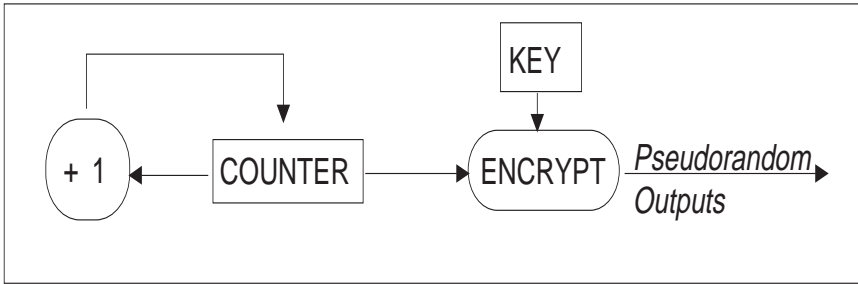 KEY
+ 1
COUNTER
ENCRYPT
Pseudorandom
Outputs